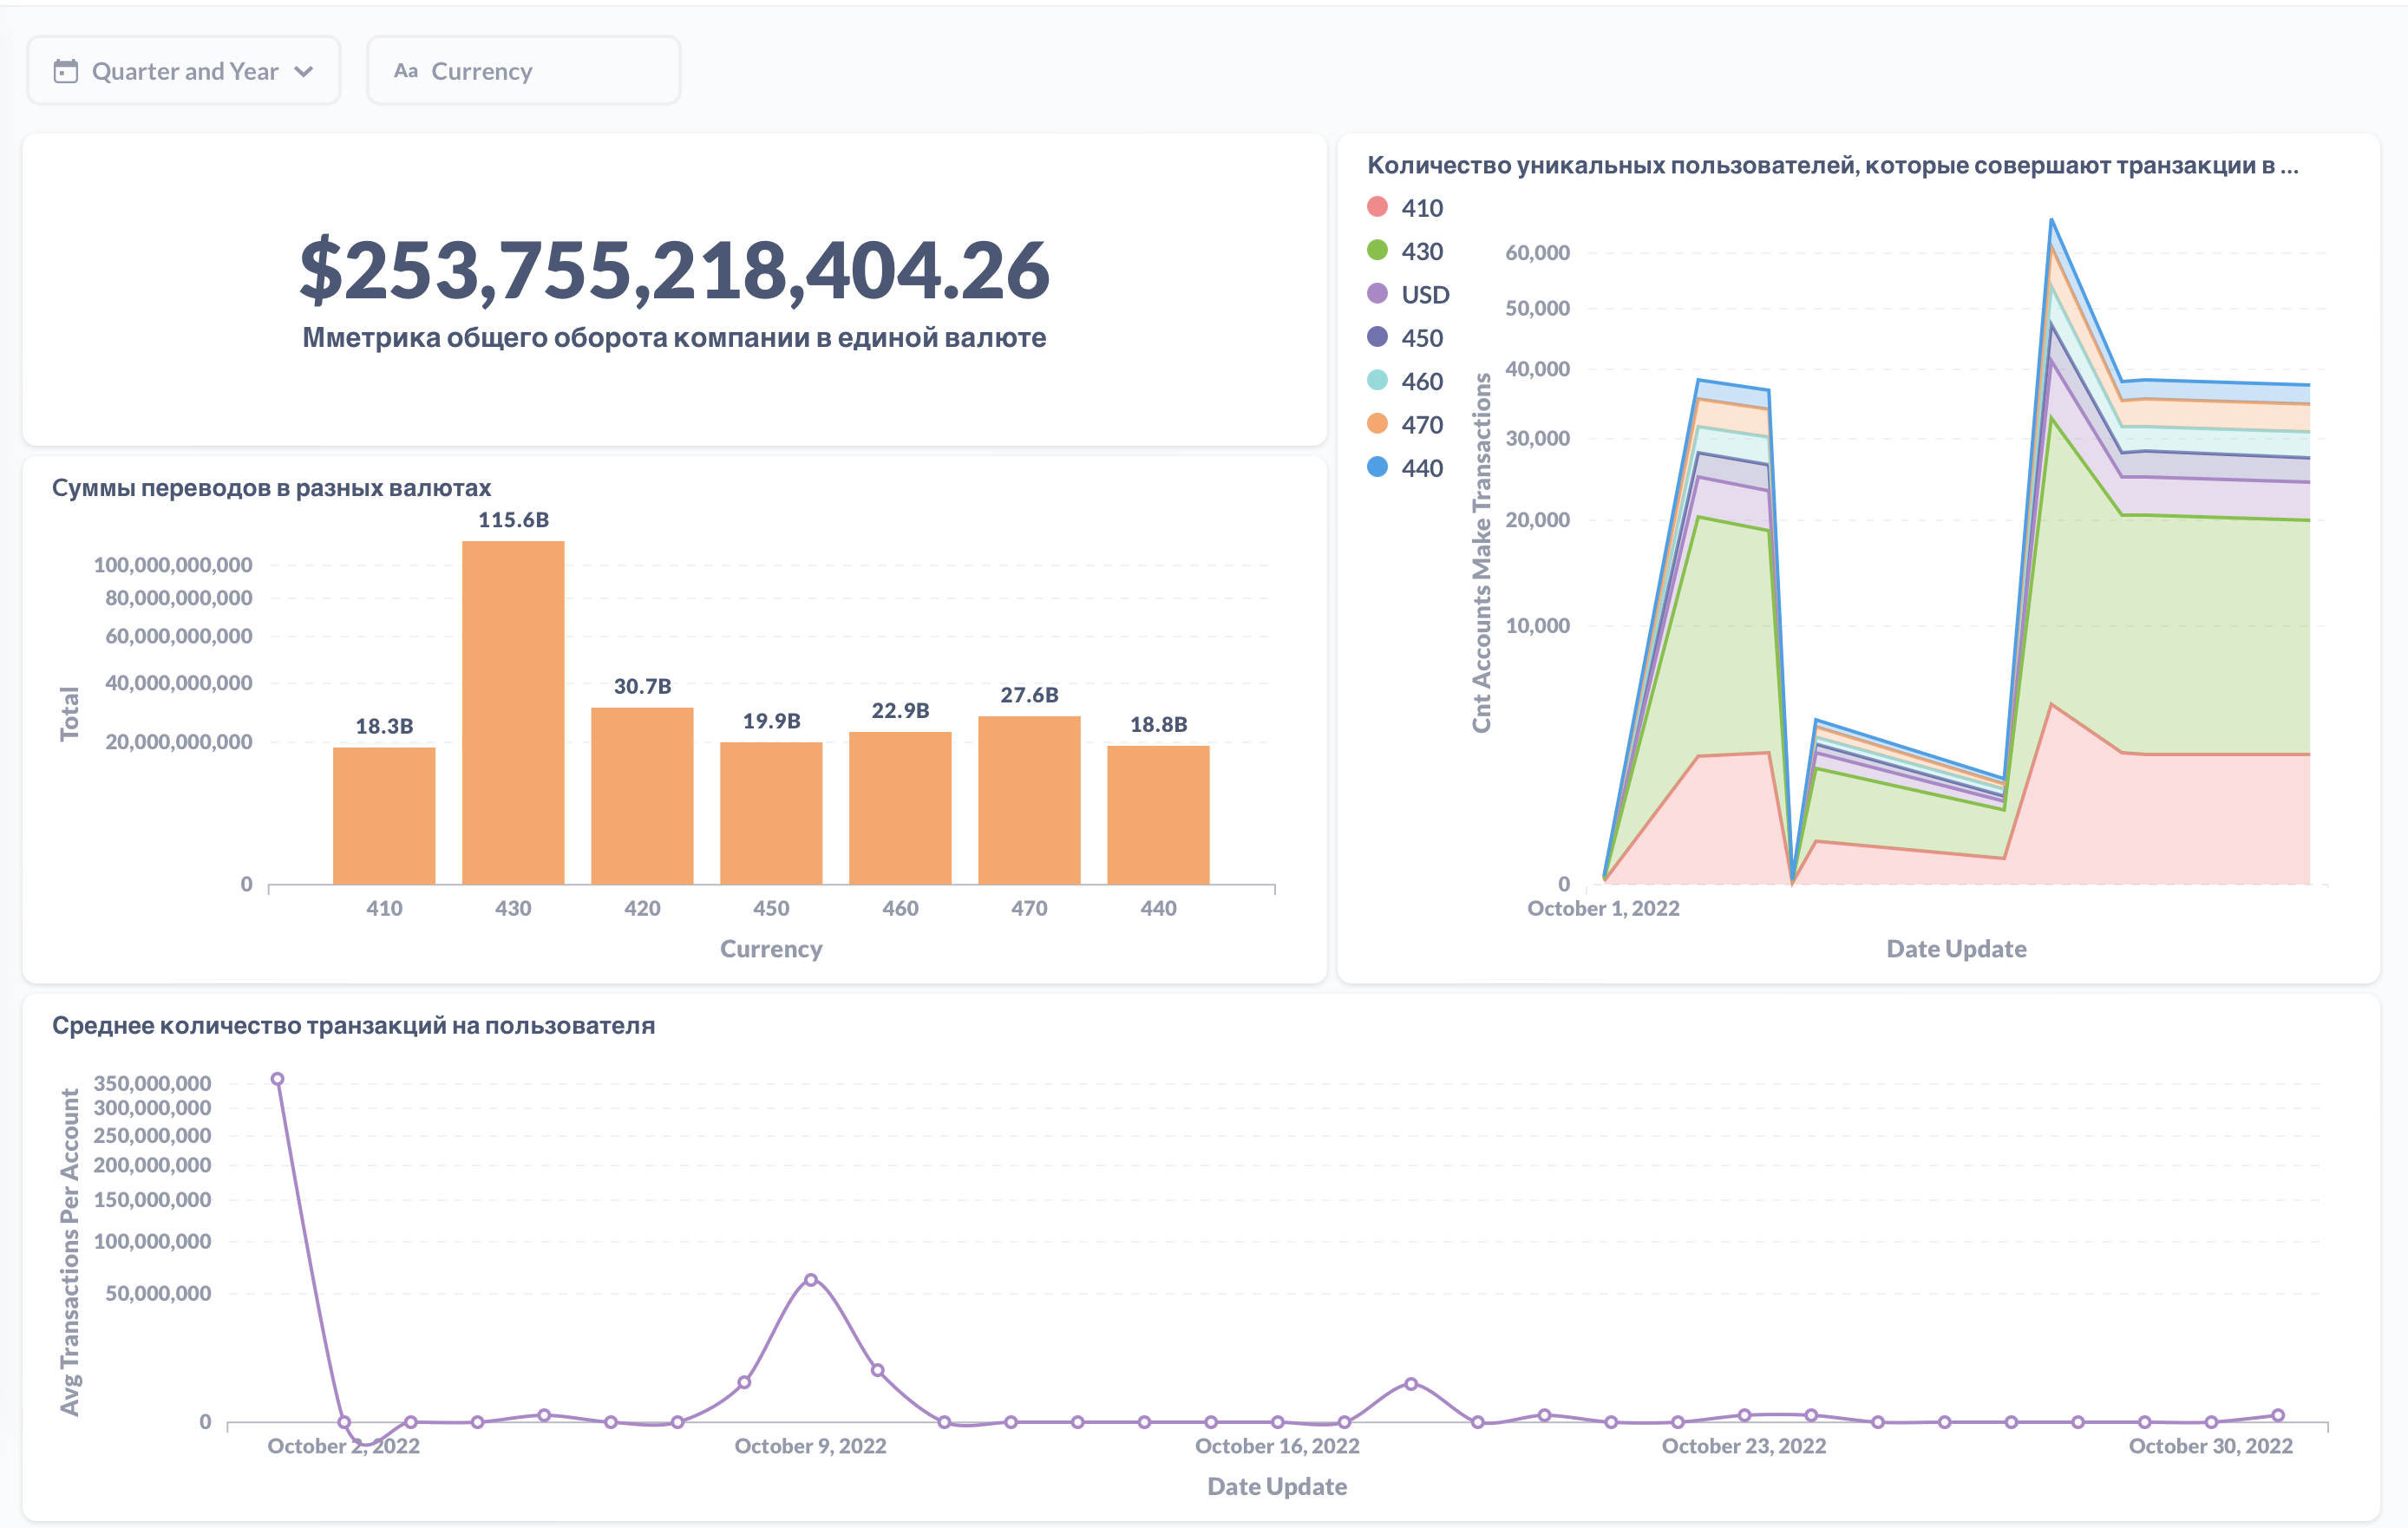 Quarter and Year
Aa Currency
$253,755,218,404.26
Мметрика общего оборота компании в единой валюте
Суммы переводов в разных валютах
Total
100,000,000,000
80,000,000,000
60,000,000,000
40,000,000,000
20,000,000,000
0
115.6B
18.3B
30.7B
19.9B
22.9B
27.6B
18.8B
410 430 420 450 460 470 440
Currency
Количество уникальных пользователей, которые совершают транзакции в ...
410
430
USD
450
460
470
440
Cnt Accounts Make Transactions
60,000
50,000
40,000
30,000
20,000
10,000
0
October 1, 2022
Date Update
Среднее количество транзакций на пользователя
Avg Transactions Per Account
350,000,000
300,000,000
250,000,000
200,000,000
150,000,000
100,000,000
50,000,000
0
October 2, 2022 October 9, 2022 October 16, 2022 October 23, 2022 October 30, 2022
Date Update